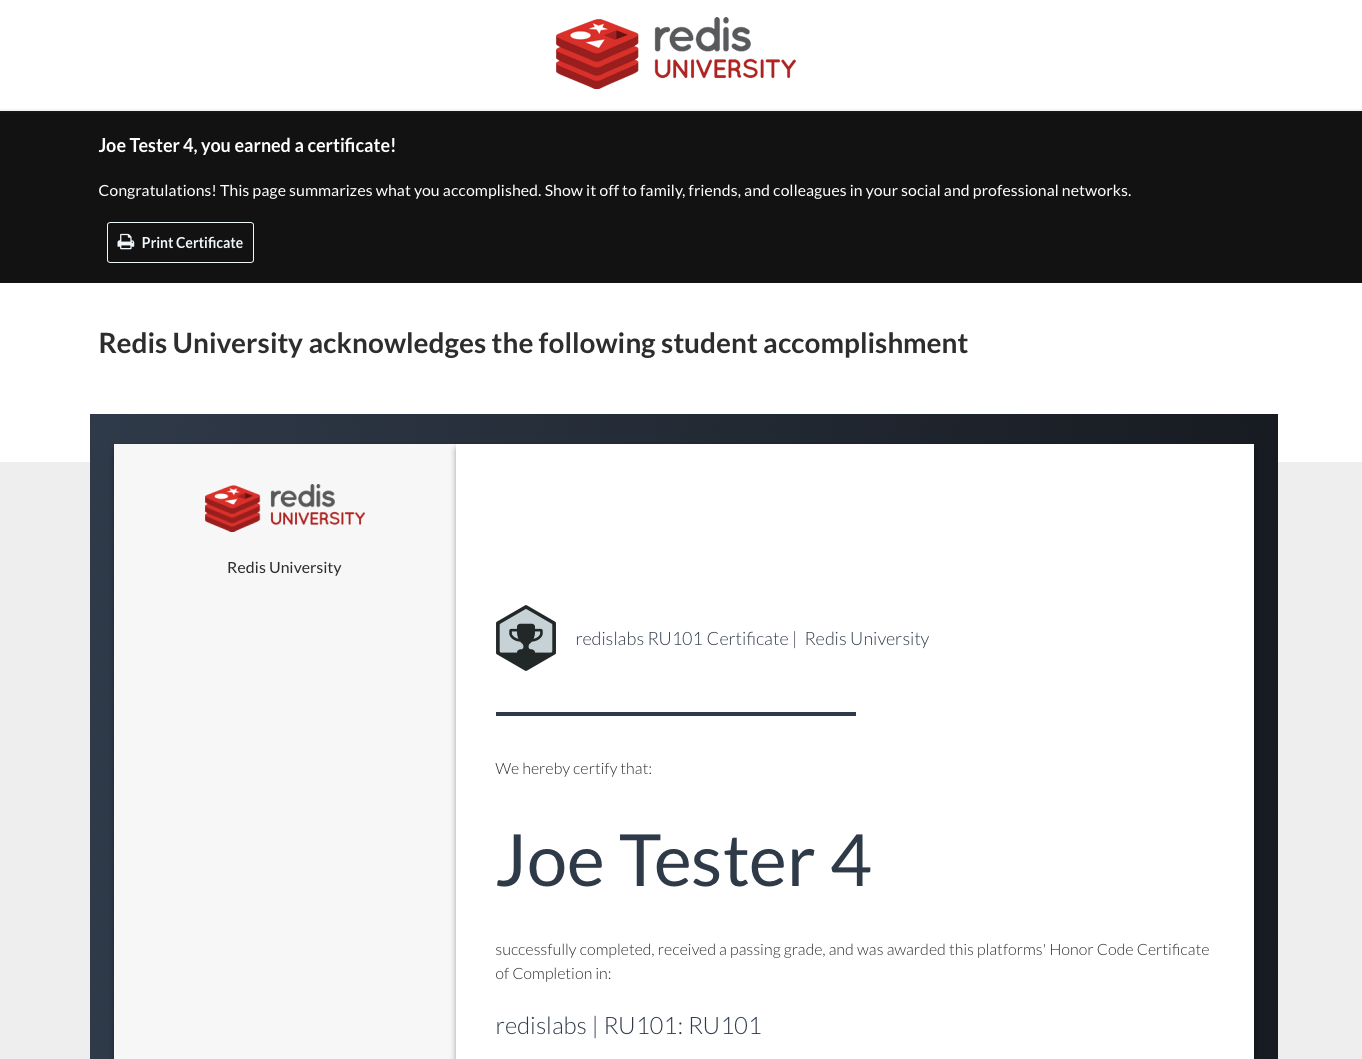 redis
UNIVERSITY
Joe Tester 4, you earned a certificate!
Congratulations! This page summarizes what you accomplished. Show it off to family, friends, and colleagues in your social and professional networks.
Print Certificate
Redis University acknowledges the following student accomplishment
redis
UNIVERSITY
Redis University
redislabs RU101 Certificate | Redis University
We hereby certify that:
Joe Tester 4
successfully completed, received a passing grade, and was awarded this platforms' Honor Code Certificate
of Completion in:
redislabs | RU101: RU101